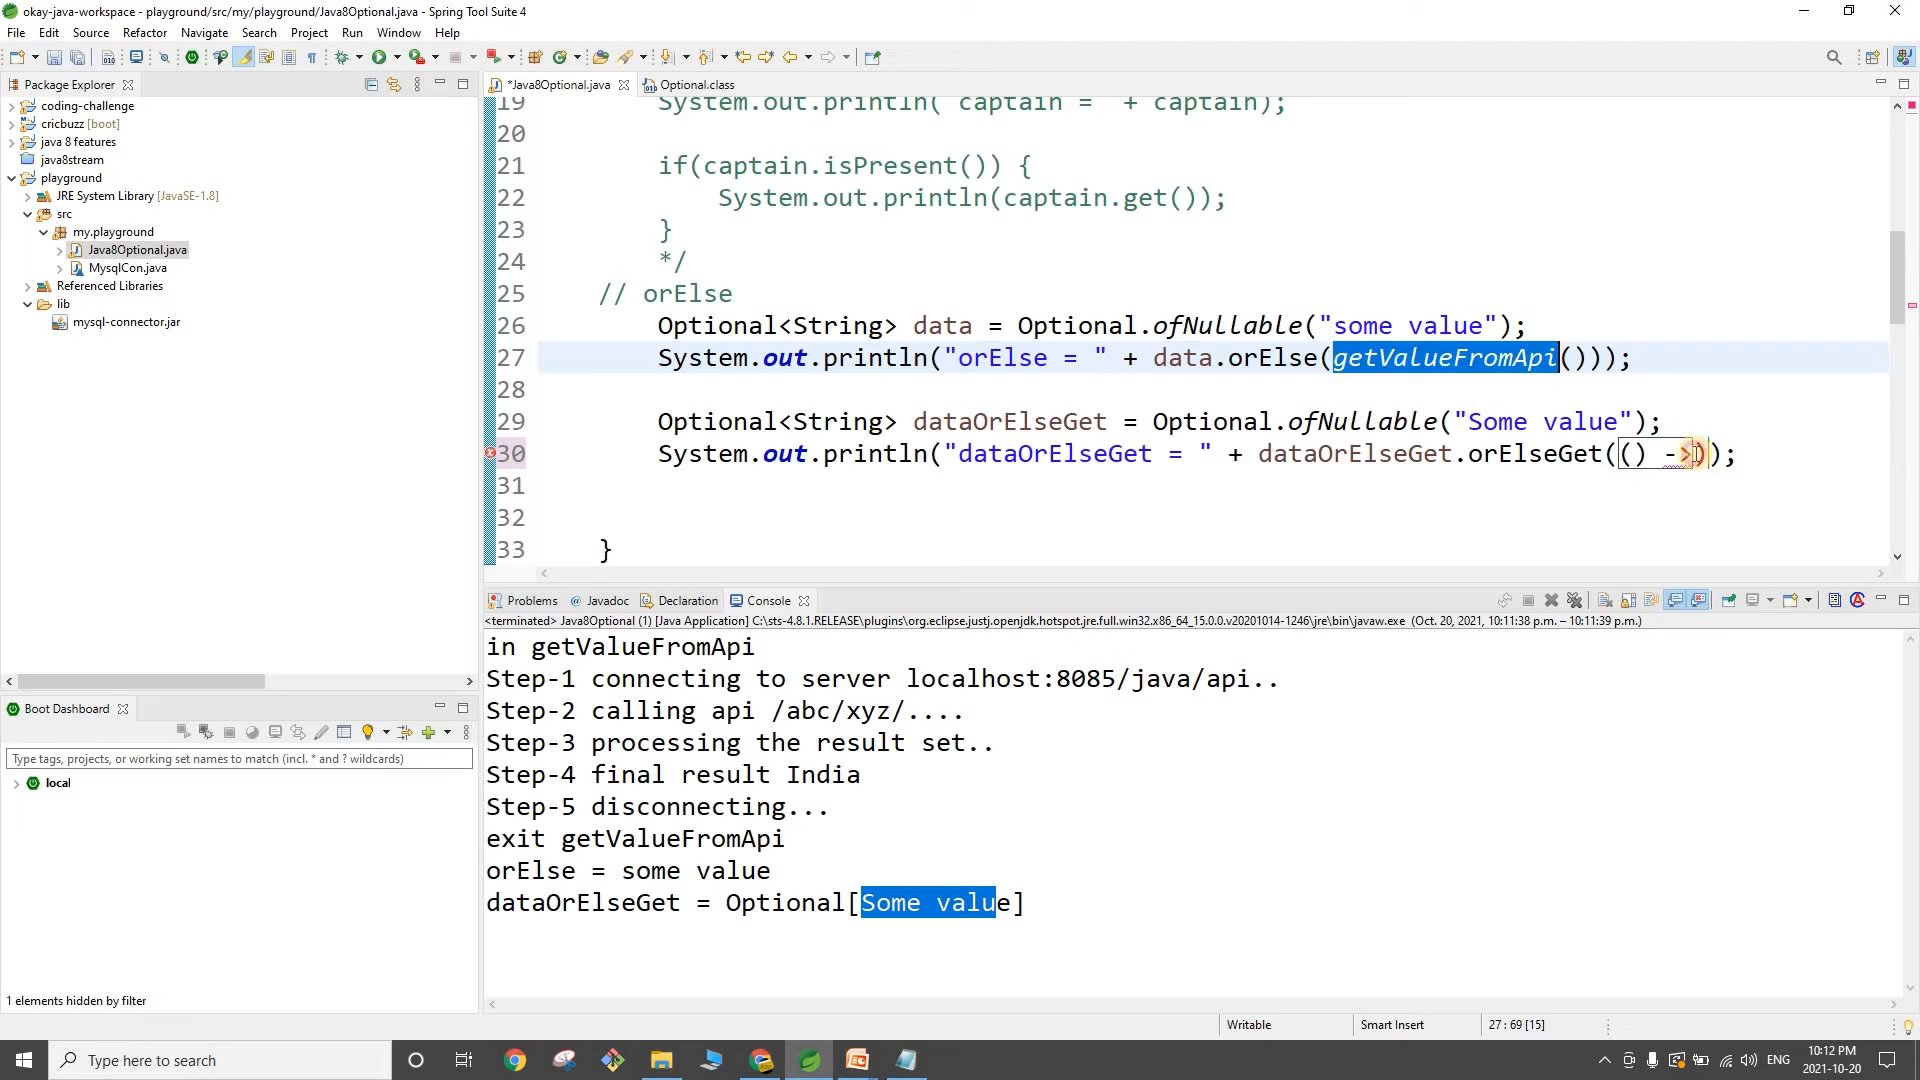 okay-java-workspace - playground/src/my/playground/Java8Optional.java - Spring Tool Suite 4
File Edit Source Refactor Navigate Search Project Run Window Help
Package Explorer
coding-challenge
cricbuzz [boot]
java 8 features
java8stream
playground
JRE System Library [JavaSE-1.8]
src
my.playground
Java8Optional.java
MysqlCon.java
Referenced Libraries
lib
mysql-connector.jar
Boot Dashboard
Type tags, projects, or working set names to match (incl. * and ? wildcards)
local
1 elements hidden by filter
*Java8Optional.java Optional.class
19 System.out.println( captain = + captain);
20
21 if(captain.isPresent()) {
22 System.out.println(captain.get());
23 }
24 */
25 // orElse
26 Optional<String> data = Optional.ofNullable("some value");
27 System.out.println("orElse = " + data.orElse(getValueFromApi()));
28
29 Optional<String> dataOrElseGet = Optional.ofNullable("Some value");
30 System.out.println("dataOrElseGet = " + dataOrElseGet.orElseGet(() ->));
31
32
33 }
Problems @ Javadoc Declaration Console
<terminated> Java8Optional (1) [Java Application] C:\sts-4.8.1.RELEASE\plugins\org.eclipse.justj.openjdk.hotspot.jre.full.win32.x86_64_15.0.0.v20201014-1246\jre\bin\javaw.exe (Oct. 20, 2021, 10:11:38 p.m. – 10:11:39 p.m.)
in getValueFromApi
Step-1 connecting to server localhost:8085/java/api..
Step-2 calling api /abc/xyz/....
Step-3 processing the result set..
Step-4 final result India
Step-5 disconnecting...
exit getValueFromApi
orElse = some value
dataOrElseGet = Optional[Some value]
Writable Smart Insert 27 : 69 [15]
Type here to search
ENG
10:12 PM
2021-10-20